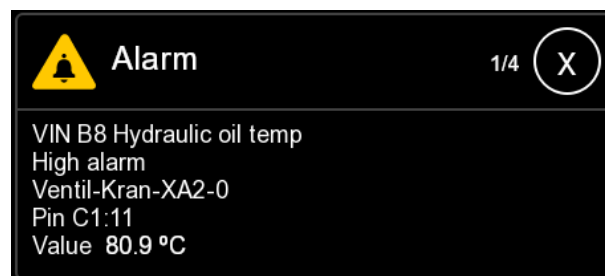 Alarm
1/4
X
VIN B8 Hydraulic oil temp
High alarm
Ventil-Kran-XA2-0
Pin C1:11
Value 80.9 ºC